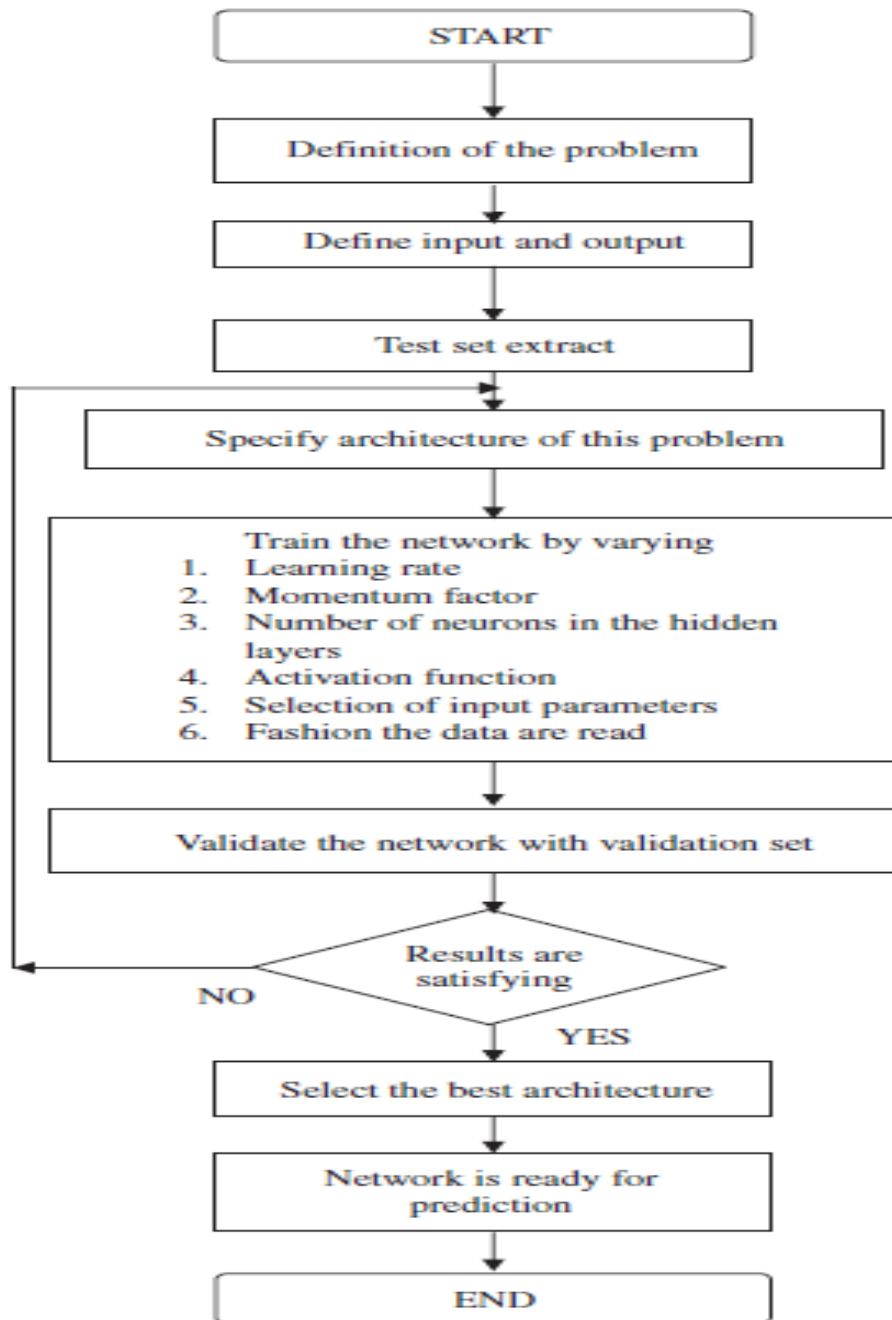 START
Definition of the problem
Define input and output
Test set extract
Specify architecture of this problem
Train the network by varying
1. Learning rate
2. Momentum factor
3. Number of neurons in the hidden
layers
4. Activation function
5. Selection of input parameters
6. Fashion the data are read
Validate the network with validation set
Results are
satisfying
NO
YES
Select the best architecture
Network is ready for
prediction
END